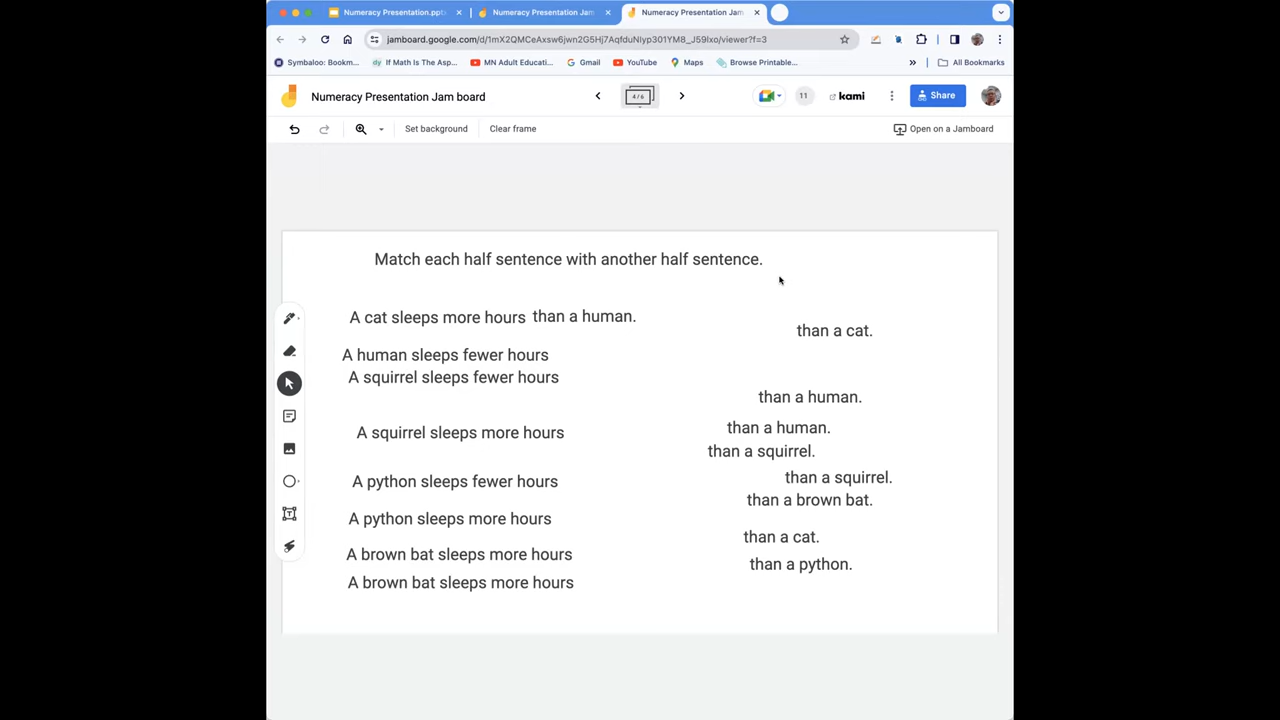 Numeracy Presentation.ppt
Numeracy Presentation Jam
Numeracy Presentation Jam
jamboard.google.com/d/1mX2QMCeAxsw6jwn2G5Hj7AqfduNIyp301YM8_J59Ixo/viewer?f=3
Symbaloo: Bookm...
If Math Is The Asp...
MN Adult Educati...
Gmail
YouTube
Maps
Browse Printable...
»
All Bookmarks
Numeracy Presentation Jam board
4/6
11
kami
Share
Set background
Clear frame
Open on a Jamboard
Match each half sentence with another half sentence.
A cat sleeps more hours than a human.
than a cat.
A human sleeps fewer hours
A squirrel sleeps fewer hours
than a human.
than a human.
A squirrel sleeps more hours
than a squirrel.
than a squirrel.
A python sleeps fewer hours
than a brown bat.
A python sleeps more hours
than a cat.
A brown bat sleeps more hours
than a python.
A brown bat sleeps more hours